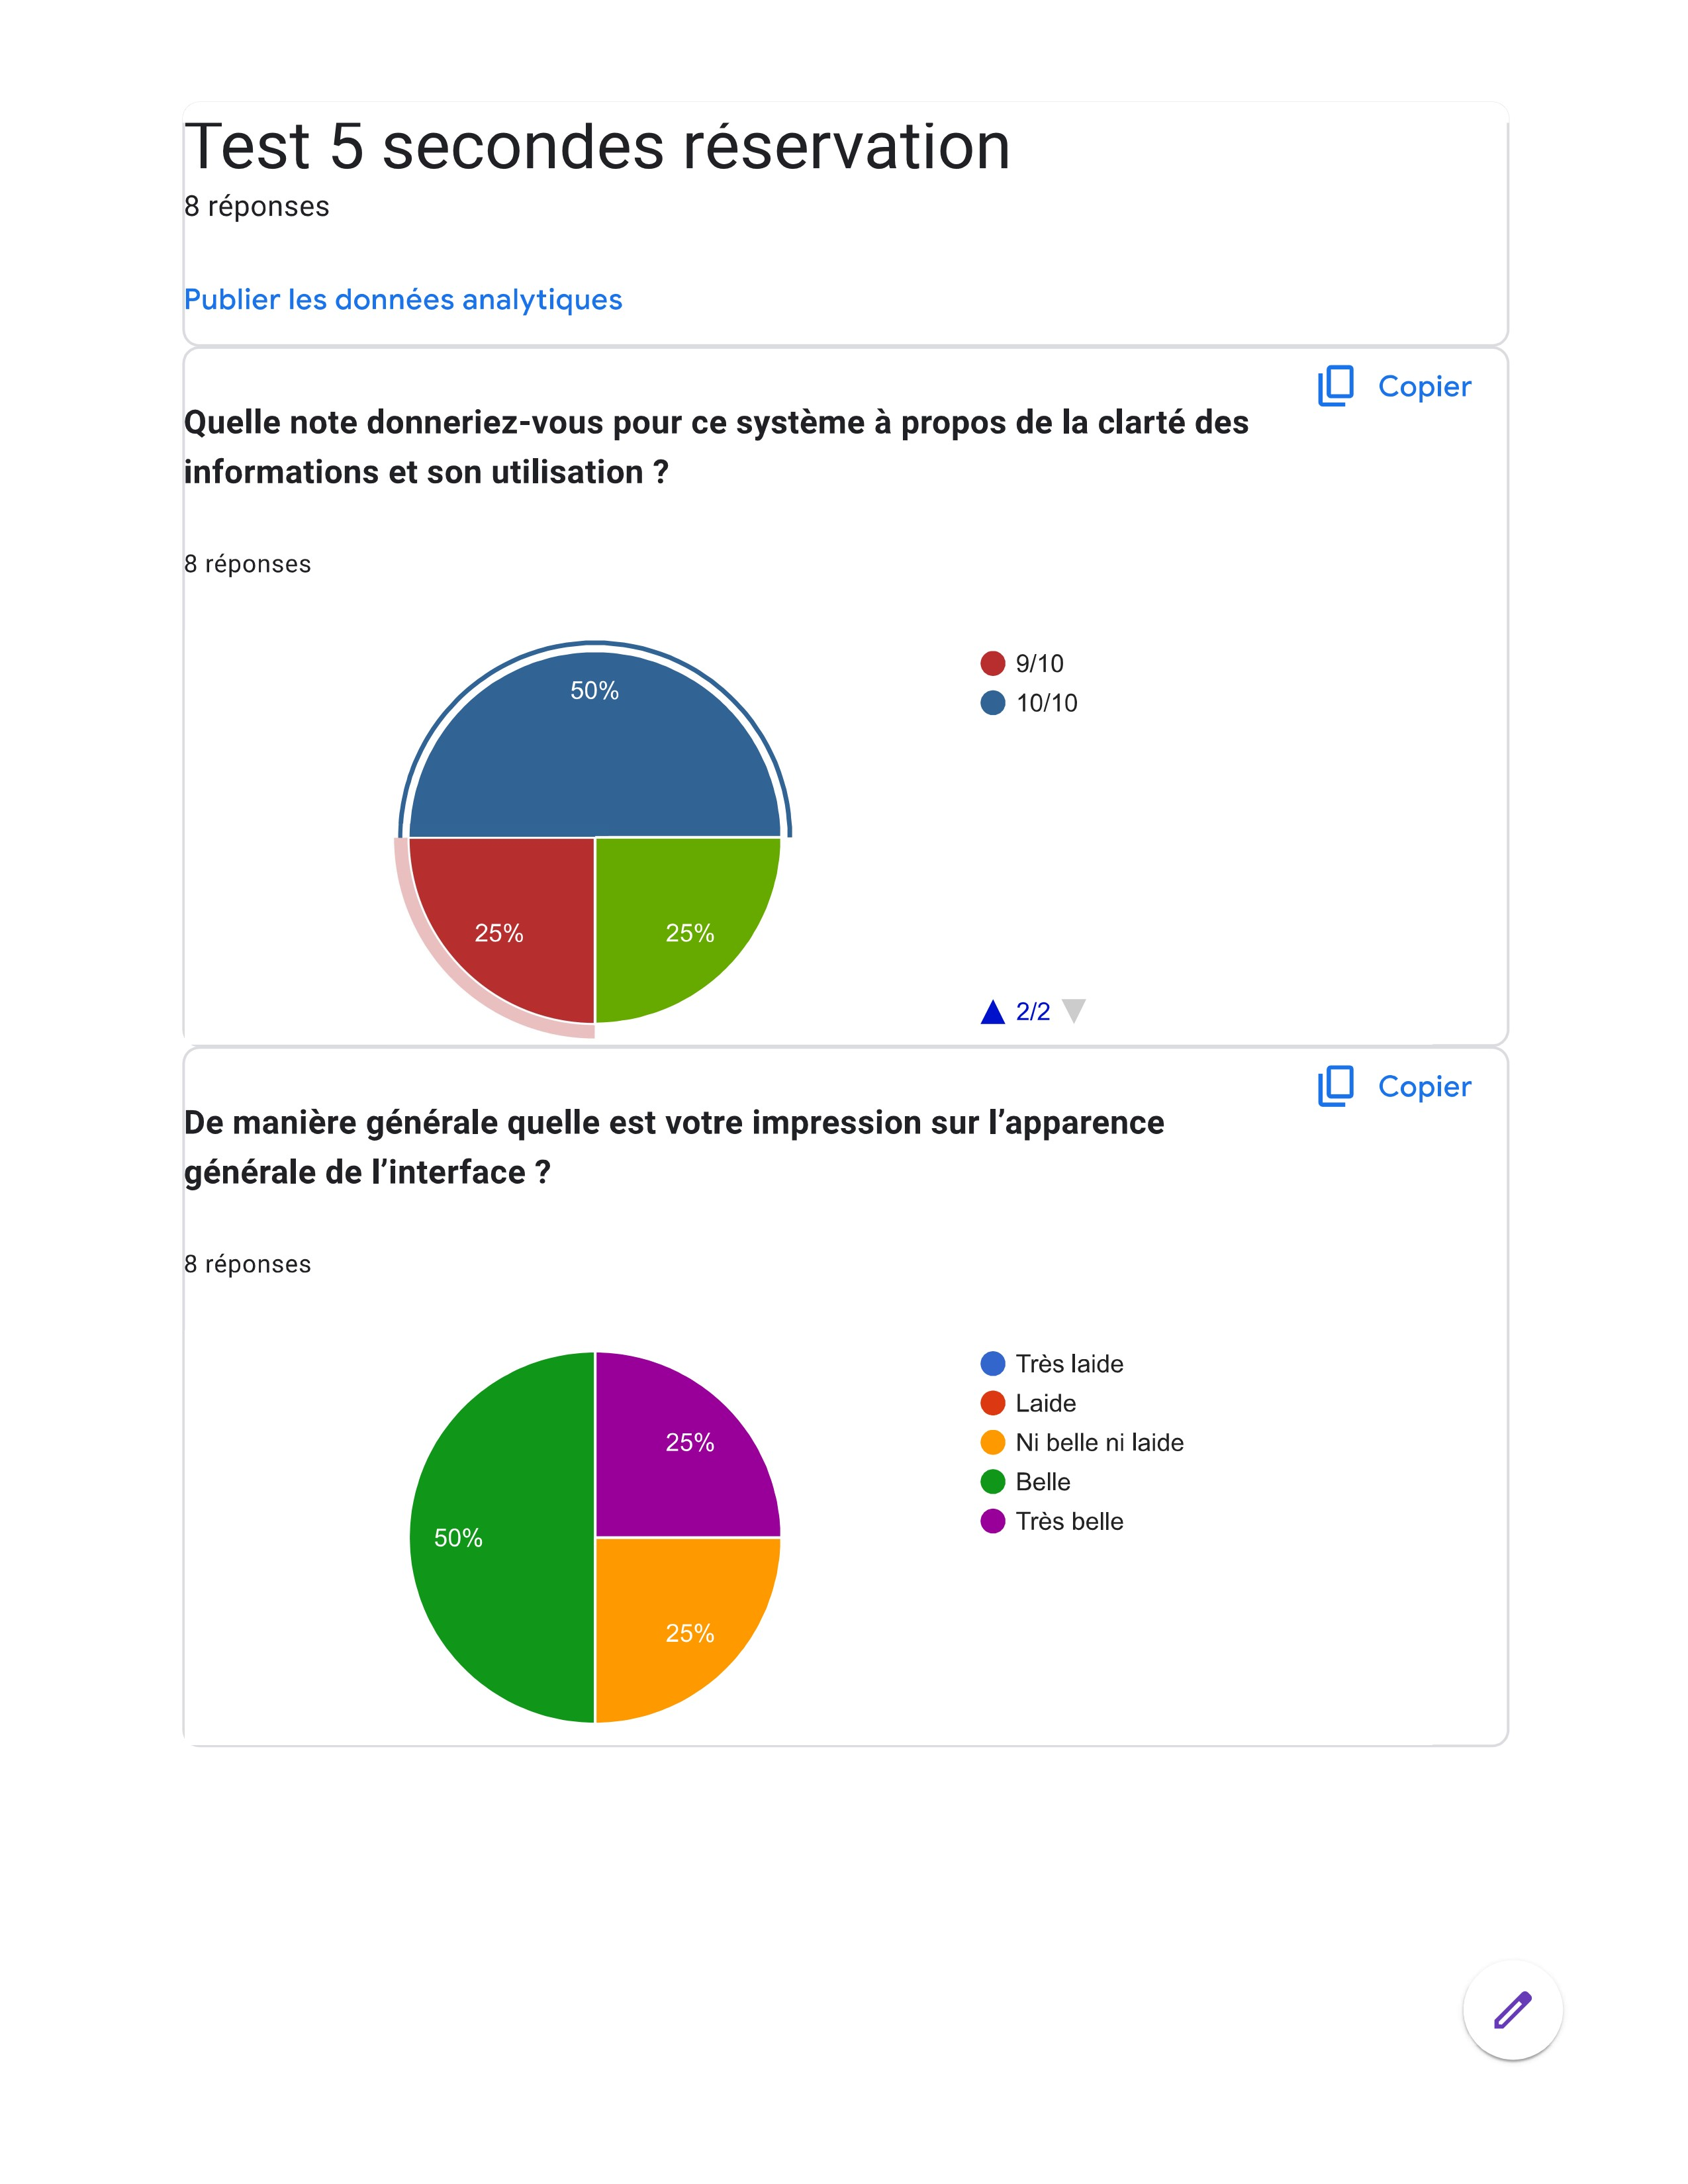 Test 5 secondes réservation
8 réponses
Publier les données analytiques
Copier
Quelle note donneriez-vous pour ce système à propos de la clarté des
informations et son utilisation ?
8 réponses
50%
25%
25%
9/10
10/10
2/2
Copier
De manière générale quelle est votre impression sur l’apparence
générale de l’interface ?
8 réponses
25%
50%
25%
Très laide
Laide
Ni belle ni laide
Belle
Très belle